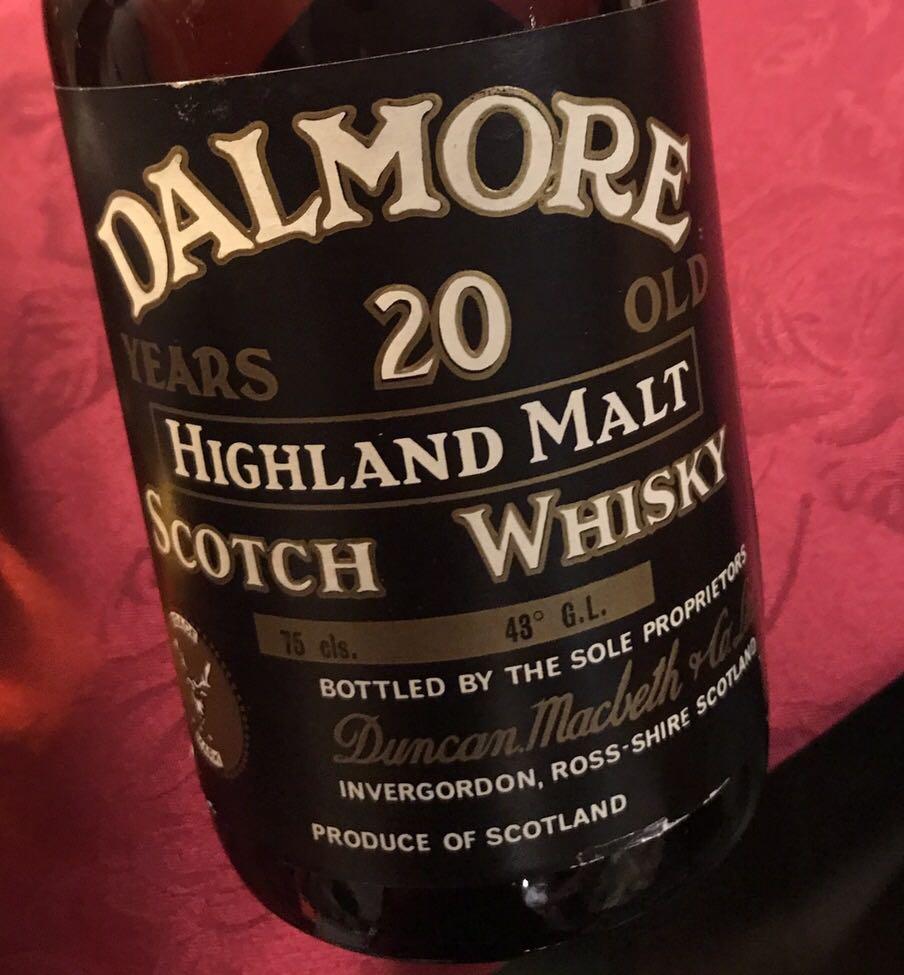 DALMORE
YEARS 20 OLD
HIGHLAND MALT
SCOTCH WHISKY
75 cls. 43° G.L.
BOTTLED BY THE SOLE PROPRIETORS
Duncan Macbeth & Co.
INVERGORDON, ROSS-SHIRE SCOTLAND
PRODUCE OF SCOTLAND